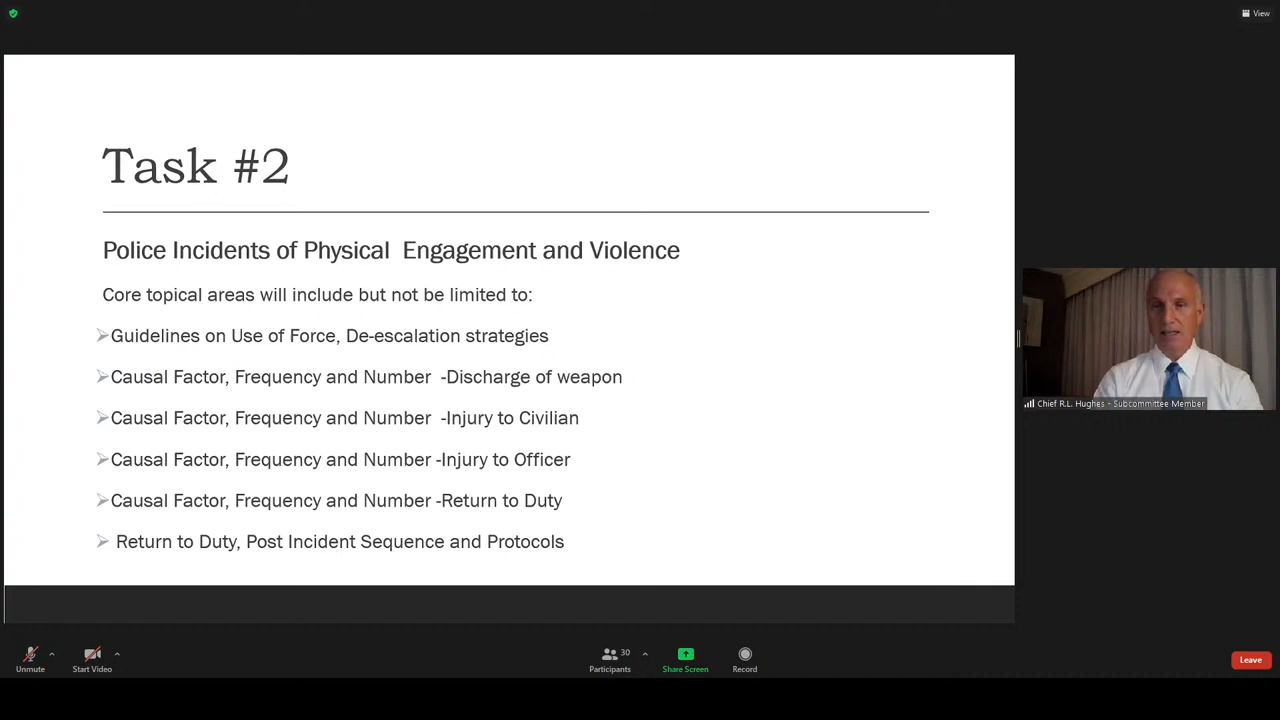 View
Task #2
Police Incidents of Physical  Engagement and Violence
Core topical areas will include but not be limited to:
Guidelines on Use of Force, De-escalation strategies
Causal Factor, Frequency and Number  -Discharge of weapon
Causal Factor, Frequency and Number  -Injury to Civilian
Causal Factor, Frequency and Number -Injury to Officer
Causal Factor, Frequency and Number -Return to Duty
Return to Duty, Post Incident Sequence and Protocols
Chief R.L. Hughes - Subcommittee Member
Unmute
Start Video
30
Participants
Share Screen
Record
Leave